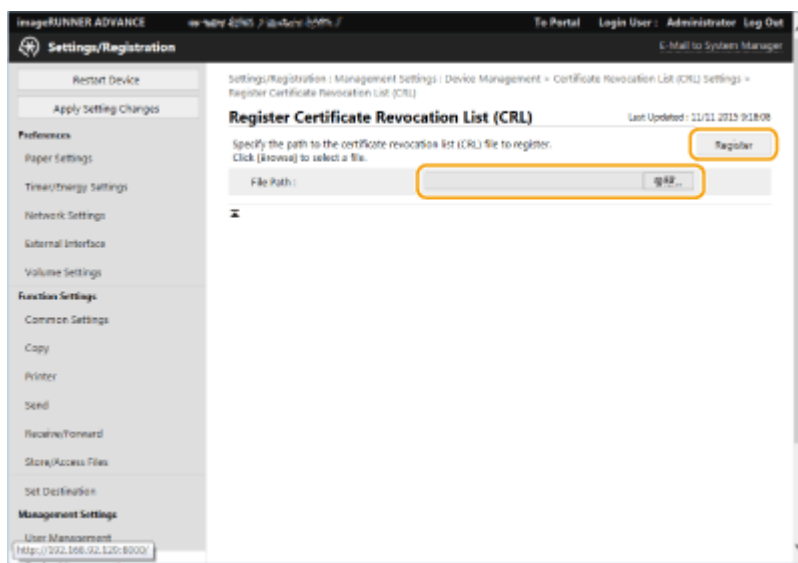 imageRUNNER ADVANCE To Portal Login User : Administrator Log Out
Settings/Registration E-Mail to System Manager
Restart Device
Apply Setting Changes
Preferences
Paper Settings
Timer/Energy Settings
Network Settings
External Interface
Volume Settings
Function Settings
Common Settings
Copy
Printer
Send
Receive/Forward
Store/Access Files
Set Destination
Management Settings
User Management
http://192.168.92.120:8000/
Settings/Registration : Management Settings : Device Management > Certificate Revocation List (CRL) Settings >
Register Certificate Revocation List (CRL)
Register Certificate Revocation List (CRL) Last Updated : 11/11 2015 9:18:08
Specify the path to the certificate revocation list (CRL) file to register.
Click [Browse] to select a file.
Register
File Path :